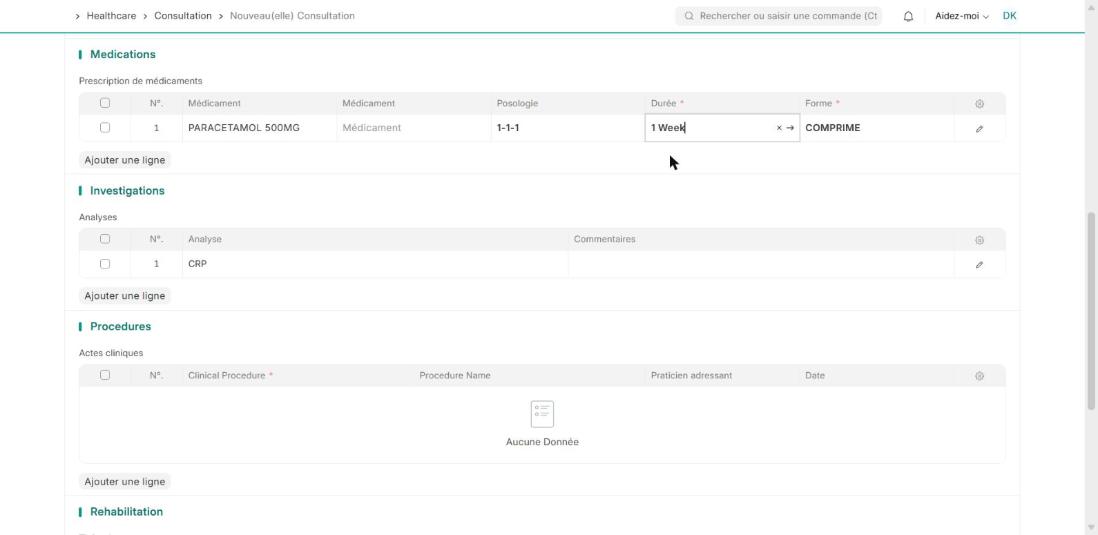 > Healthcare > Consultation > Nouveau(elle) Consultation
Rechercher ou saisir une commande (Ct
Aidez-moi
DK
Medications
Prescription de médicaments
N°. Médicament Médicament Posologie Durée * Forme *
1 PARACETAMOL 500MG Médicament 1-1-1 1 Week × → COMPRIME
Ajouter une ligne
Investigations
Analyses
N°. Analyse Commentaires
1 CRP
Ajouter une ligne
Procedures
Actes cliniques
N°. Clinical Procedure * Procedure Name Praticien adressant Date
Aucune Donnée
Ajouter une ligne
Rehabilitation